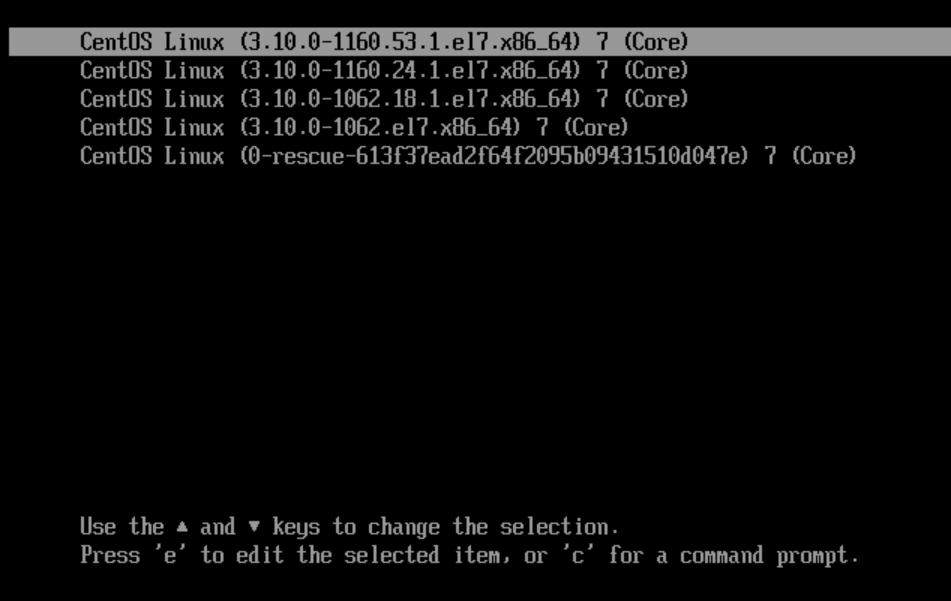 CentOS Linux (3.10.0-1160.53.1.el7.x86_64) 7 (Core)
CentOS Linux (3.10.0-1160.24.1.el7.x86_64) 7 (Core)
CentOS Linux (3.10.0-1062.18.1.el7.x86_64) 7 (Core)
CentOS Linux (3.10.0-1062.el7.x86_64) 7 (Core)
CentOS Linux (0-rescue-613f37ead2f64f2095b09431510d047e) 7 (Core)
Use the ▲ and ▼ keys to change the selection.
Press 'e' to edit the selected item, or 'c' for a command prompt.